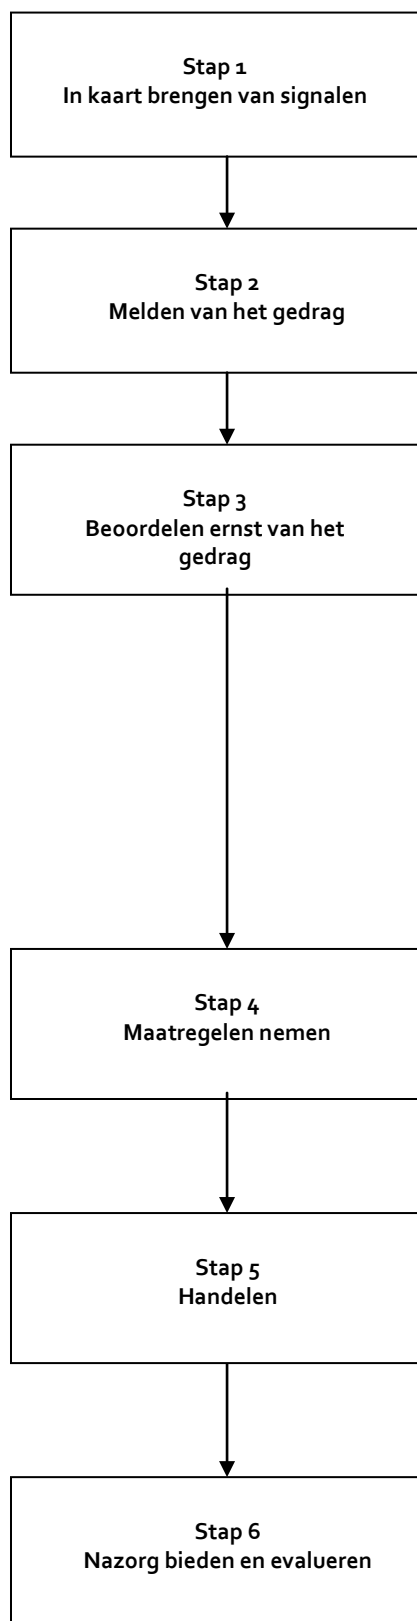 Stap 1
In kaart brengen van signalen
Stap 2
Melden van het gedrag
Stap 3
Beoordelen ernst van het
gedrag
Stap 4
Maatregelen nemen
Stap 5
Handelen
Stap 6
Nazorg bieden en evalueren